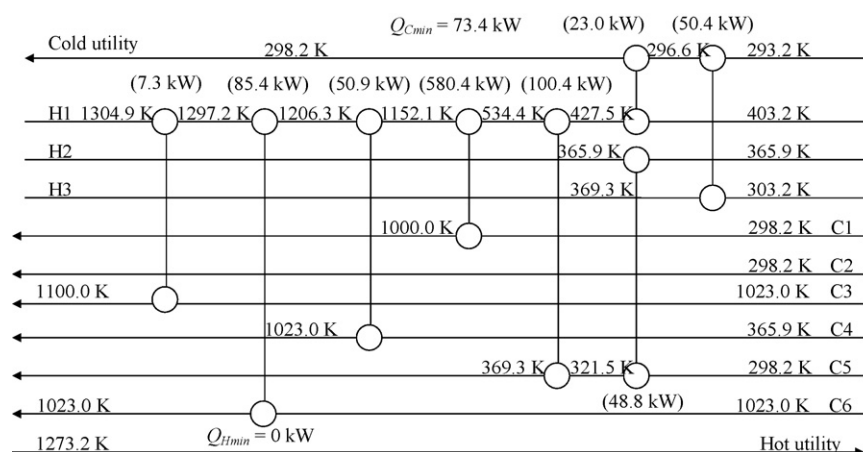 Q_Cmin = 73.4 kW (23.0 kW) (50.4 kW)
Cold utility 298.2 K 296.6 K 293.2 K
(7.3 kW) (85.4 kW) (50.9 kW) (580.4 kW) (100.4 kW)
H1 1304.9 K 1297.2 K 1206.3 K 1152.1 K 534.4 K 427.5 K 403.2 K
H2 365.9 K 365.9 K
H3 369.3 K 303.2 K
1000.0 K 298.2 K C1
298.2 K C2
1100.0 K 1023.0 K C3
1023.0 K 365.9 K C4
369.3 K 321.5 K 298.2 K C5
1023.0 K (48.8 kW) 1023.0 K C6
Q_Hmin = 0 kW
1273.2 K Hot utility